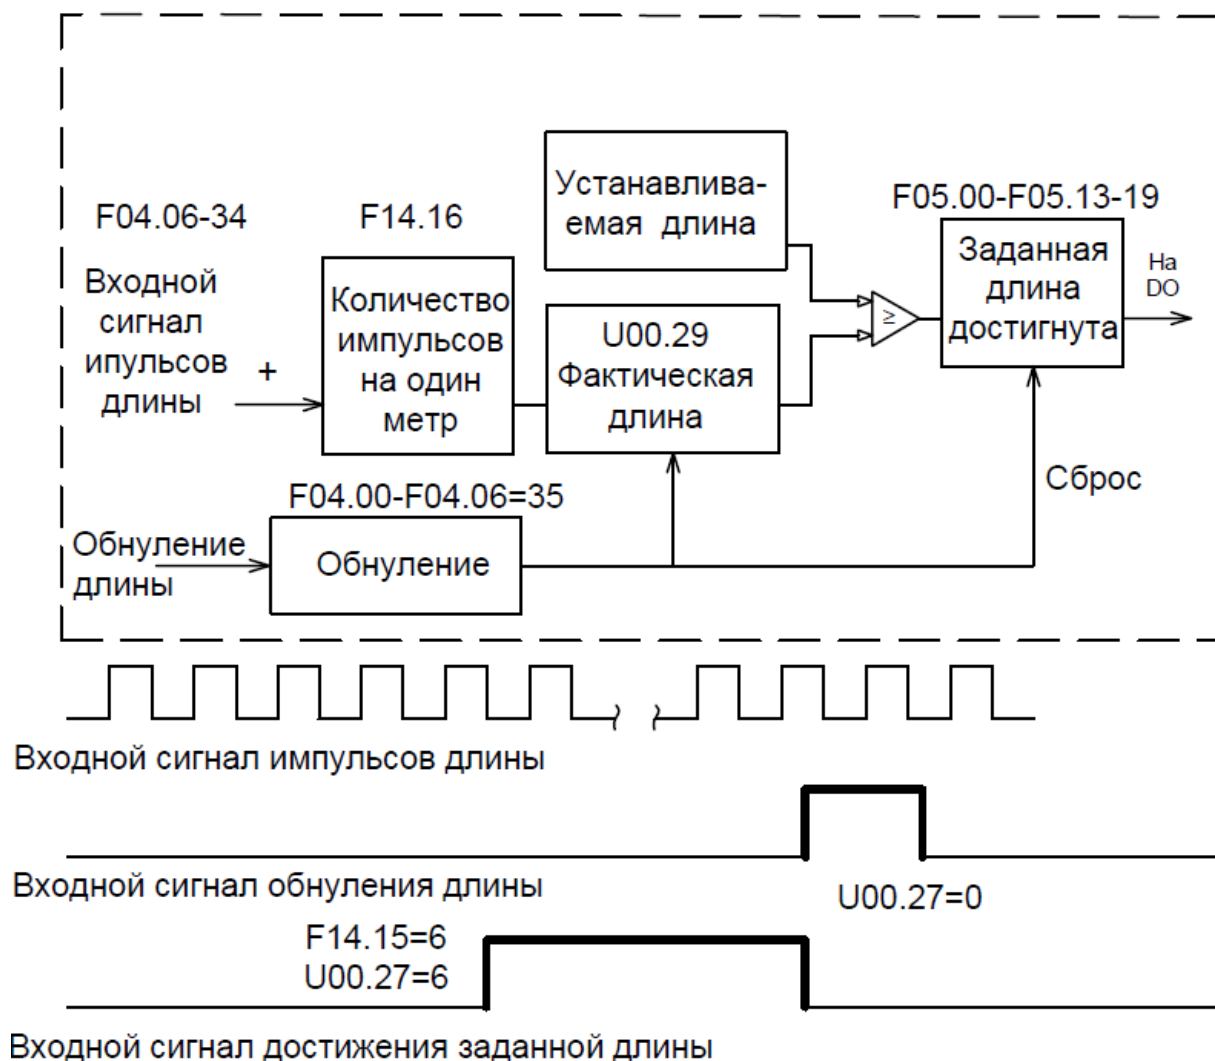 Устанавлива-
емая длина
F04.06-34
F14.16
F05.00-F05.13-19
Входной
сигнал
ипульсов
длины
+
Количество
импульсов
на один
метр
U00.29
Фактическая
длина
≥
Заданная
длина
достигнута
На
DO
Сброс
F04.00-F04.06=35
Обнуление
длины
Обнуление
Входной сигнал импульсов длины
Входной сигнал обнуления длины
U00.27=0
F14.15=6
U00.27=6
Входной сигнал достижения заданной длины